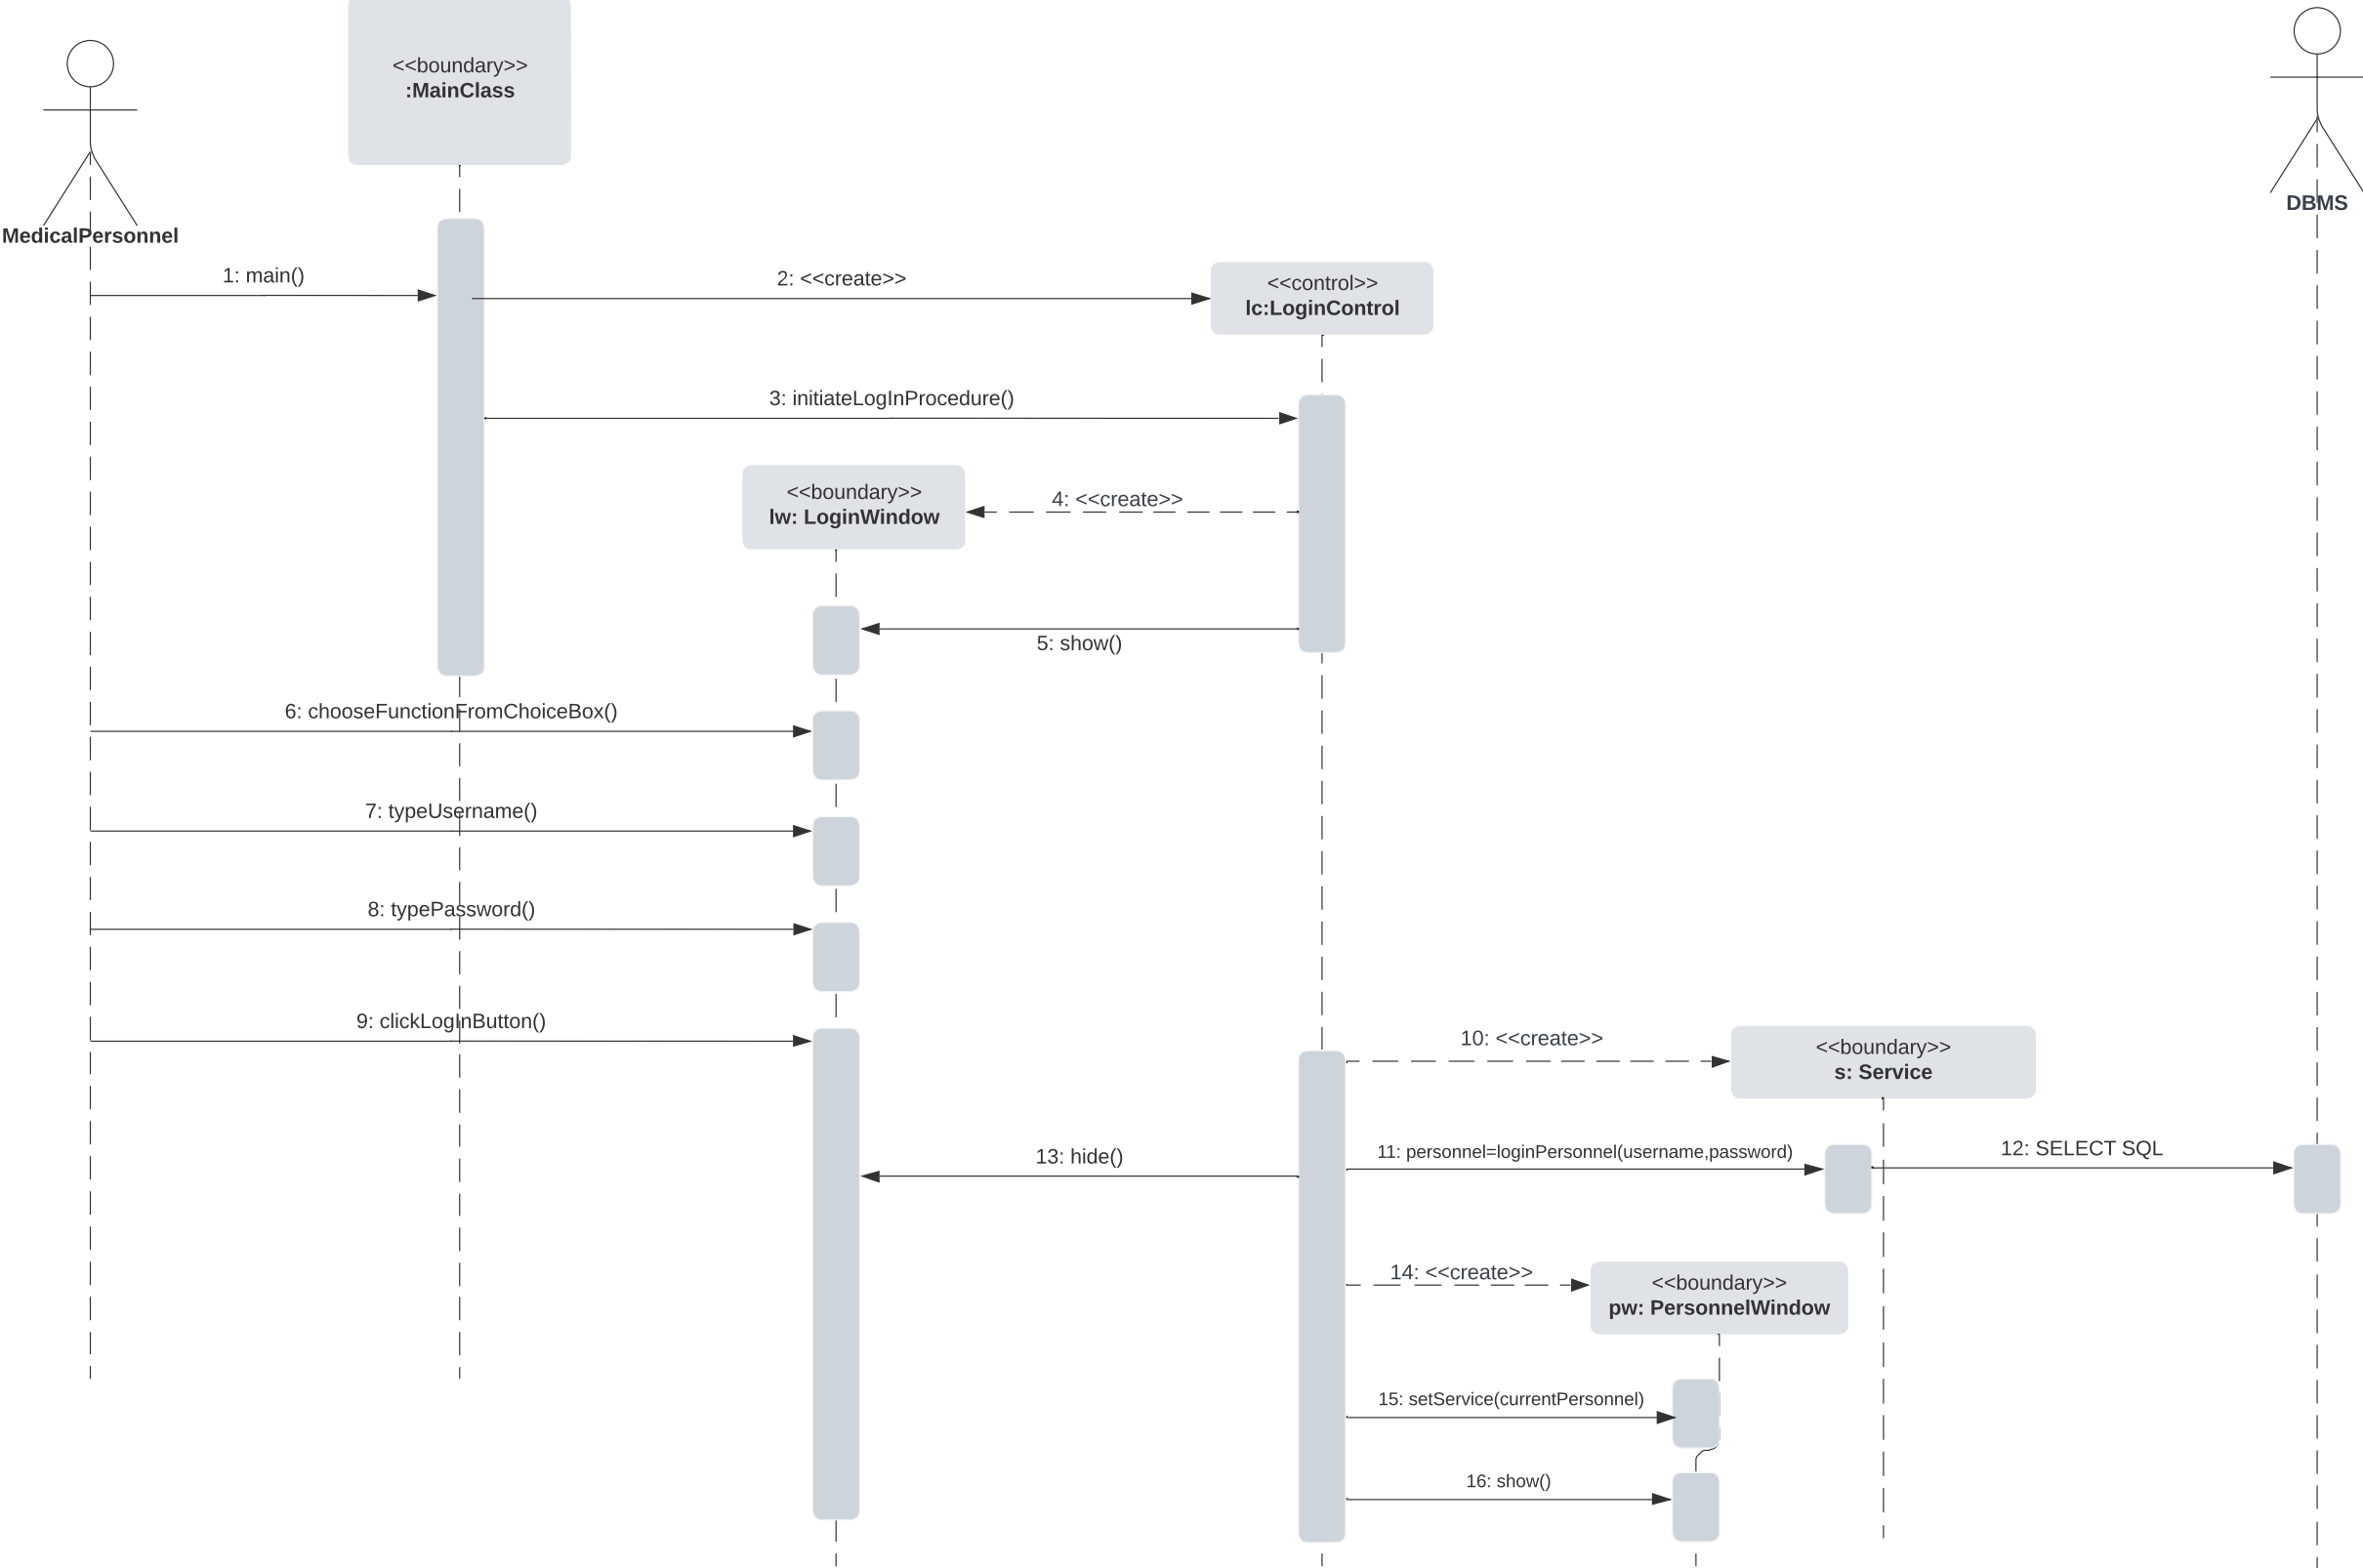 <<boundary>>
:MainClass
MedicalPersonnel
DBMS
1: main()
2: <<create>>
<<control>>
lc:LoginControl
3: initiateLogInProcedure()
<<boundary>>
lw: LoginWindow
4: <<create>>
5: show()
6: chooseFunctionFromChoiceBox()
7: typeUsername()
8: typePassword()
9: clickLogInButton()
10: <<create>>
<<boundary>>
s: Service
13: hide()
11: personnel=loginPersonnel(username,password)
12: SELECT SQL
14: <<create>>
<<boundary>>
pw: PersonnelWindow
15: setService(currentPersonnel)
16: show()